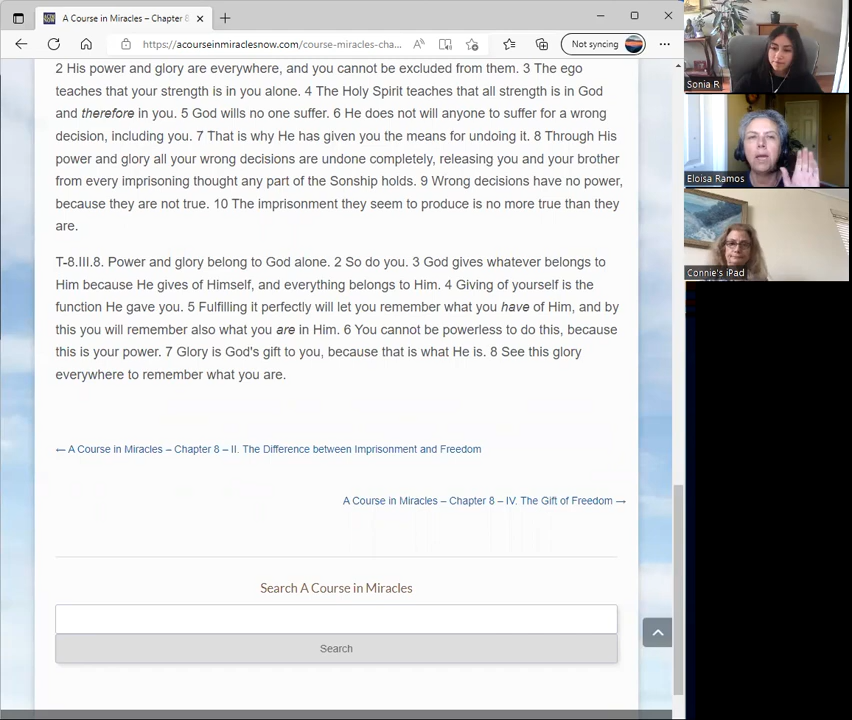 A Course in Miracles – Chapter 8
https://acourseinmiraclesnow.com/course-miracles-cha...
Not syncing
2 His power and glory are everywhere, and you cannot be excluded from them. 3 The ego
teaches that your strength is in you alone. 4 The Holy Spirit teaches that all strength is in God
and therefore in you. 5 God wills no one suffer. 6 He does not will anyone to suffer for a wrong
decision, including you. 7 That is why He has given you the means for undoing it. 8 Through His
power and glory all your wrong decisions are undone completely, releasing you and your brother
from every imprisoning thought any part of the Sonship holds. 9 Wrong decisions have no power,
because they are not true. 10 The imprisonment they seem to produce is no more true than they
are.
T-8.III.8. Power and glory belong to God alone. 2 So do you. 3 God gives whatever belongs to
Him because He gives of Himself, and everything belongs to Him. 4 Giving of yourself is the
function He gave you. 5 Fulfilling it perfectly will let you remember what you have of Him, and by
this you will remember also what you are in Him. 6 You cannot be powerless to do this, because
this is your power. 7 Glory is God's gift to you, because that is what He is. 8 See this glory
everywhere to remember what you are.
← A Course in Miracles – Chapter 8 – II. The Difference between Imprisonment and Freedom
A Course in Miracles – Chapter 8 – IV. The Gift of Freedom →
Search A Course in Miracles
Search
Sonia R
Eloisa Ramos
Connie's iPad